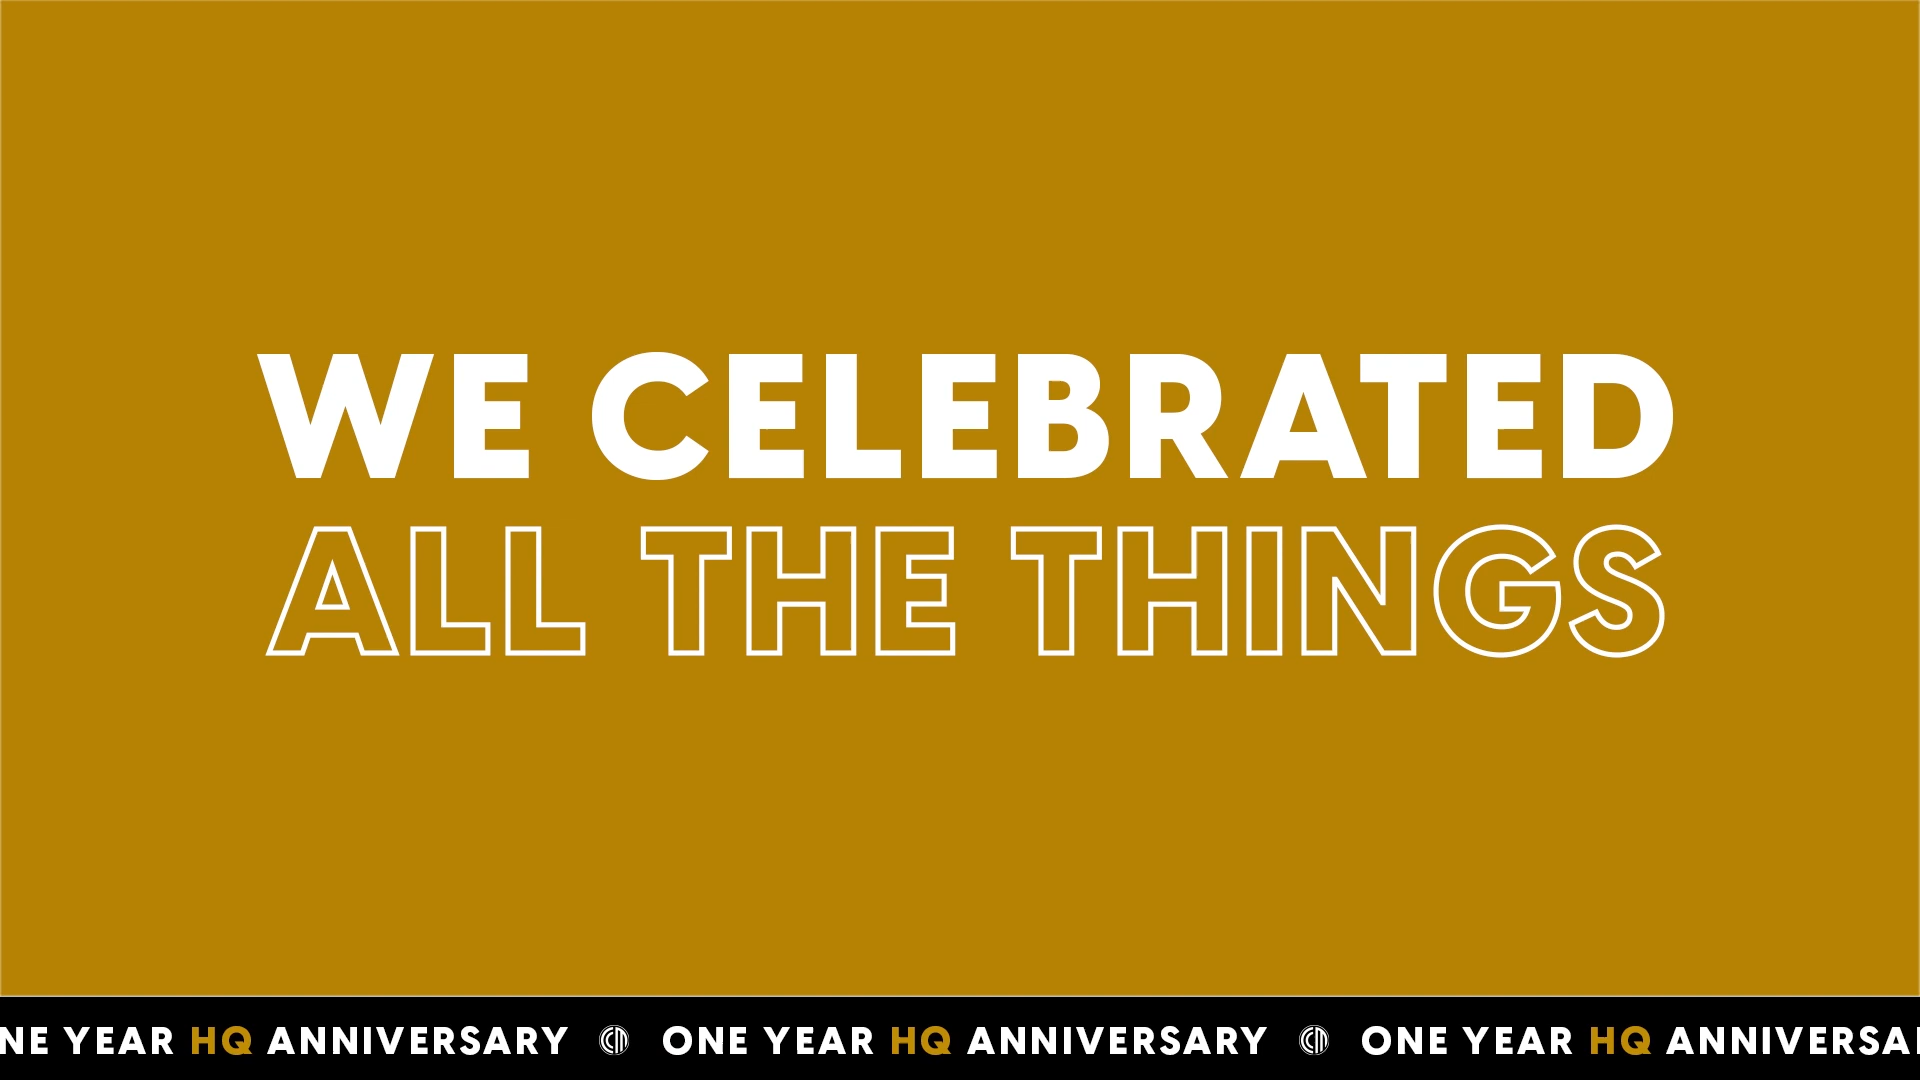 WE CELEBRATED
ALL THE THINGS
NE YEAR HQ ANNIVERSARY ONE YEAR HQ ANNIVERSARY ONE YEAR HQ ANNIVERSA